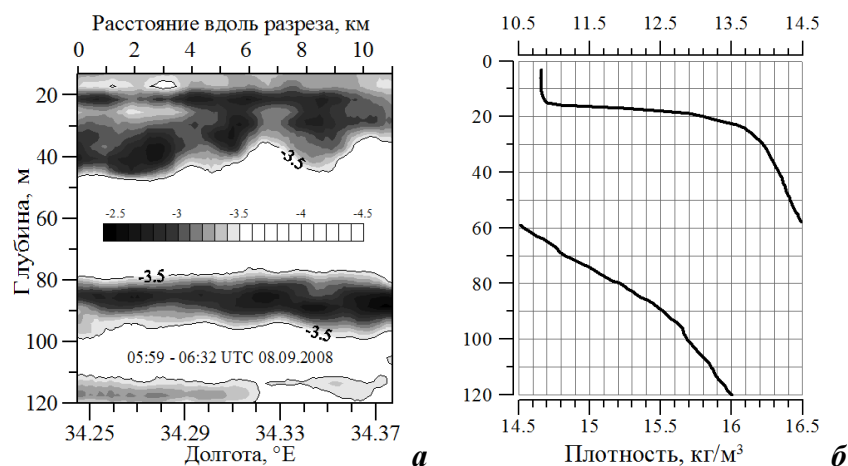 Расстояние вдоль разреза, км
0 2 4 6 8 10
20
40
60
80
100
120
Глубина, м
-3.5
-2.5 -3 -3.5 -4 -4.5
-3.5
-3.5
05:59 - 06:32 UTC 08.09.2008
34.25 34.29 34.33 34.37
Долгота, °E
а
10.5 11.5 12.5 13.5 14.5
0
20
40
60
80
100
120
14.5 15 15.5 16 16.5
Плотность, кг/м³
б